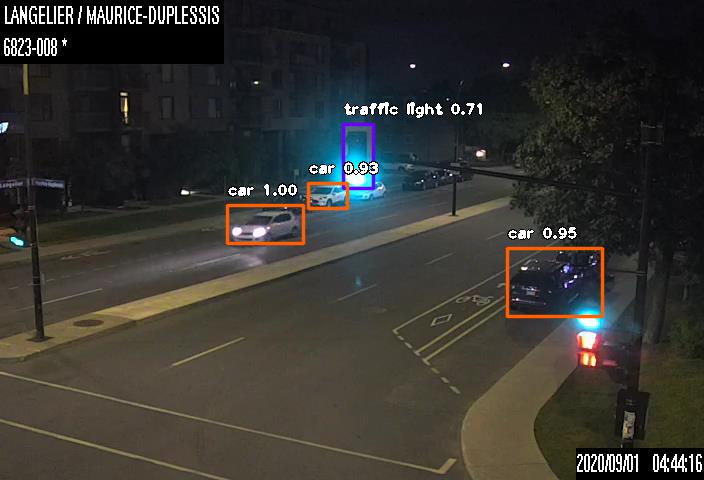 LANGELIER / MAURICE-DUPLESSIS
6823-008 *
traffic light 0.71
car 0.93
car 1.00
car 0.95
2020/09/01 04:44:16